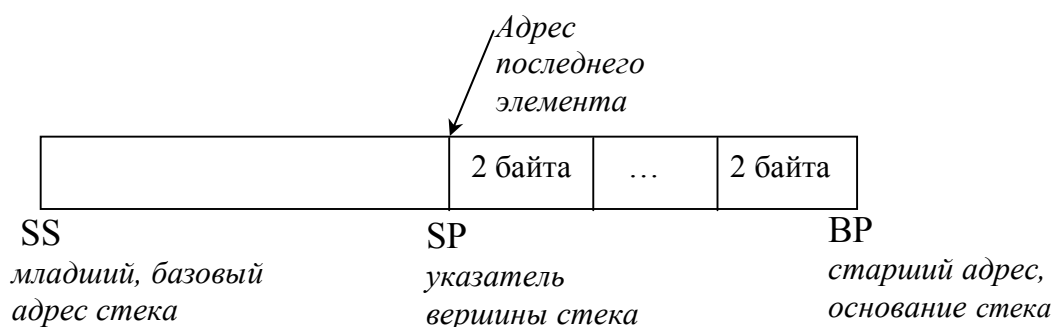 Адрес
последнего
элемента
2 байта
…
2 байта
SS
младший, базовый
адрес стека
SP
указатель
вершины стека
BP
старший адрес,
основание стека